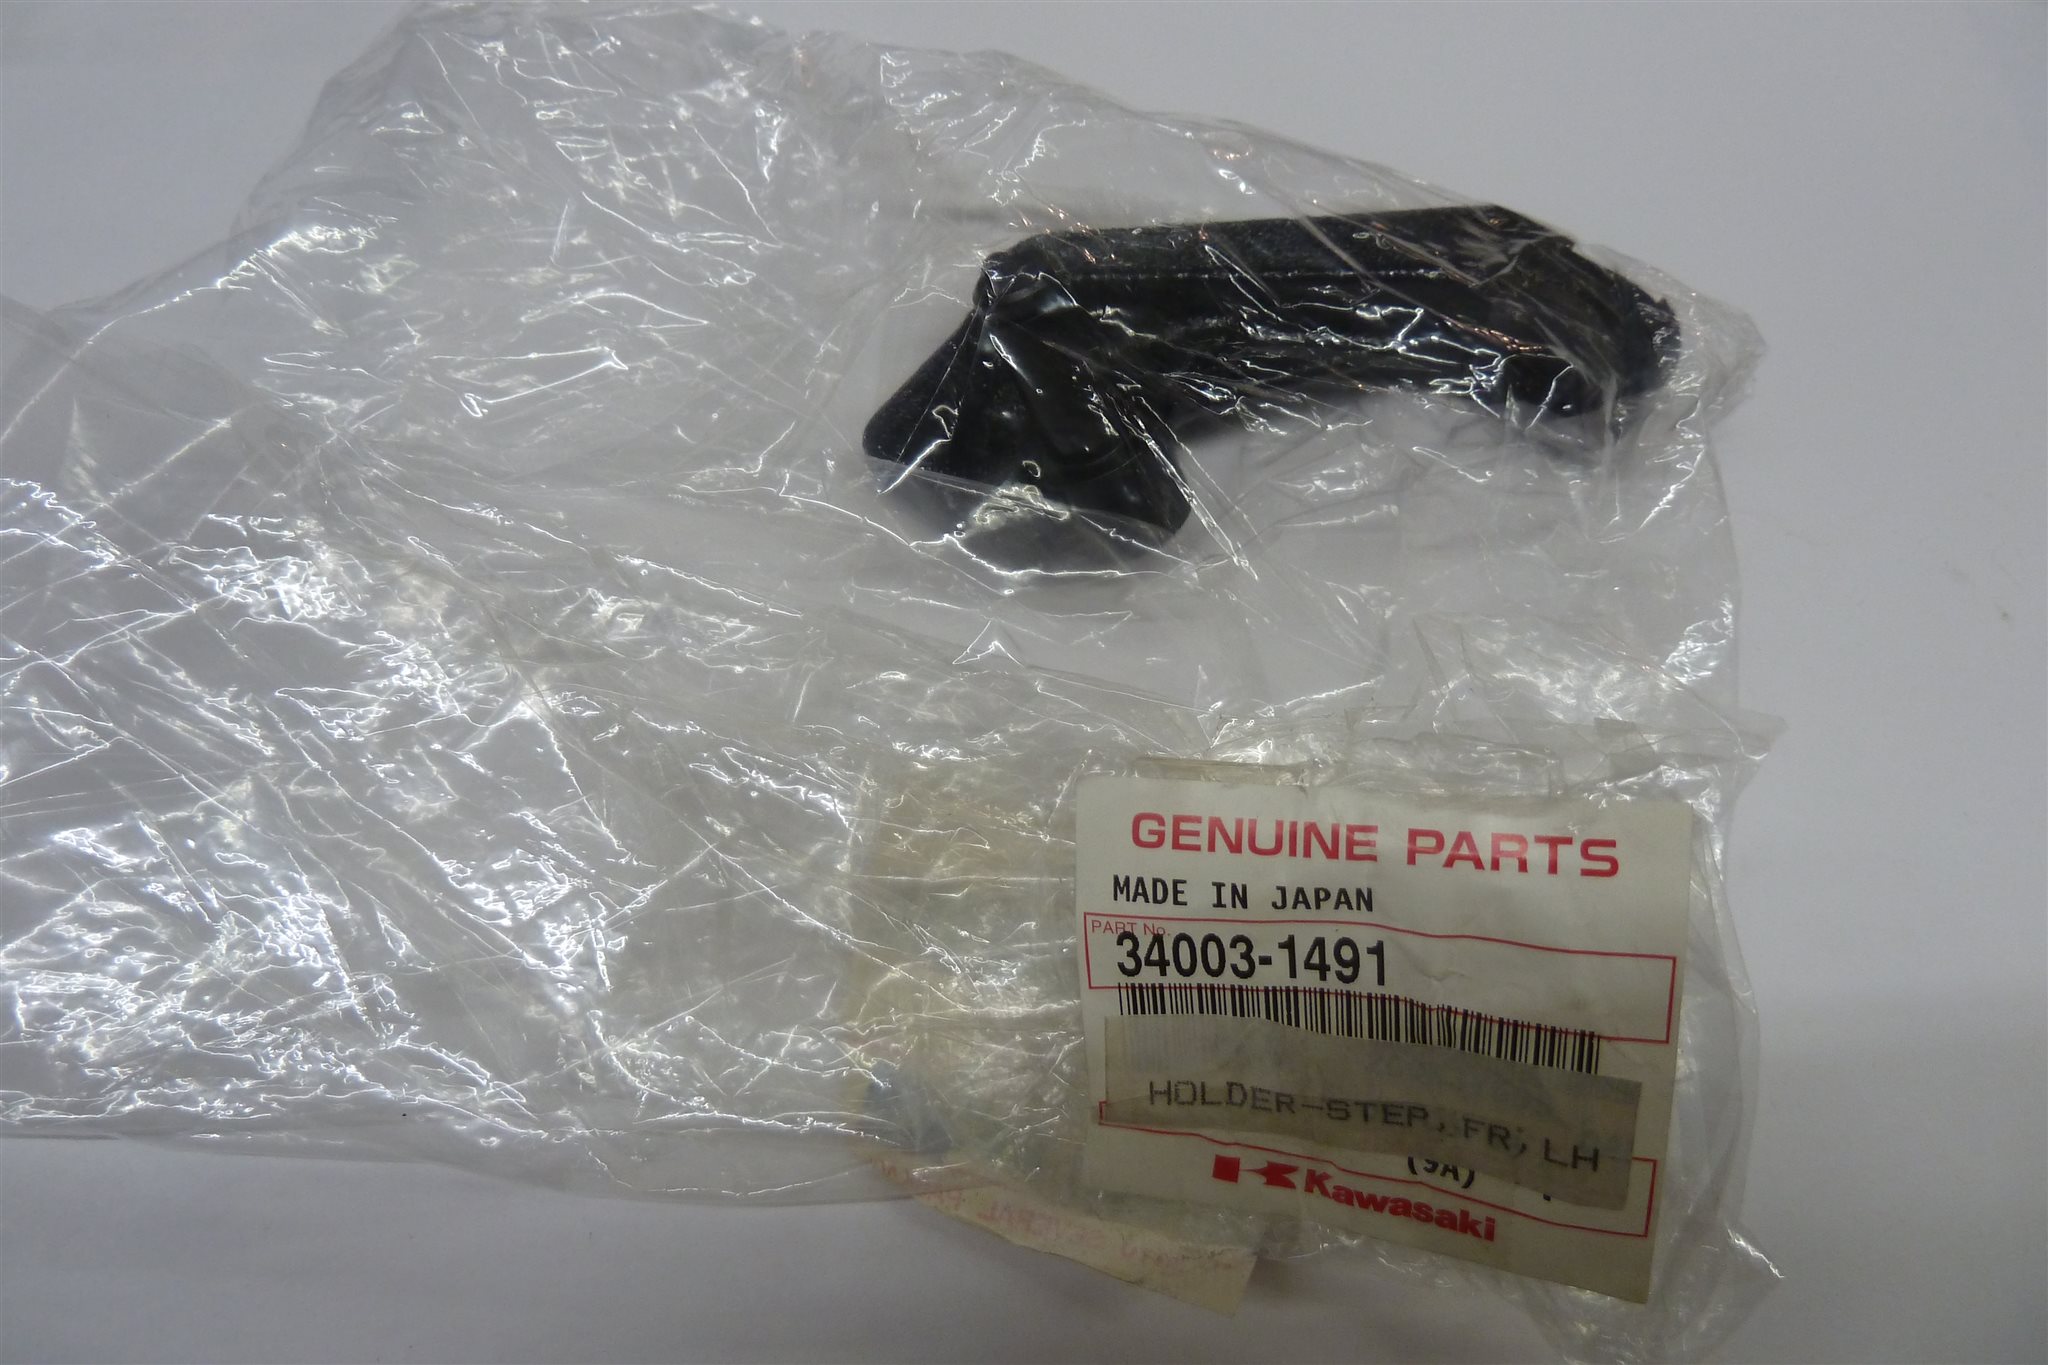 GENUINE PARTS
MADE IN JAPAN
PART No.
34003-1491
HOLDER-STEP, FR, LH
(9A)
Kawasaki